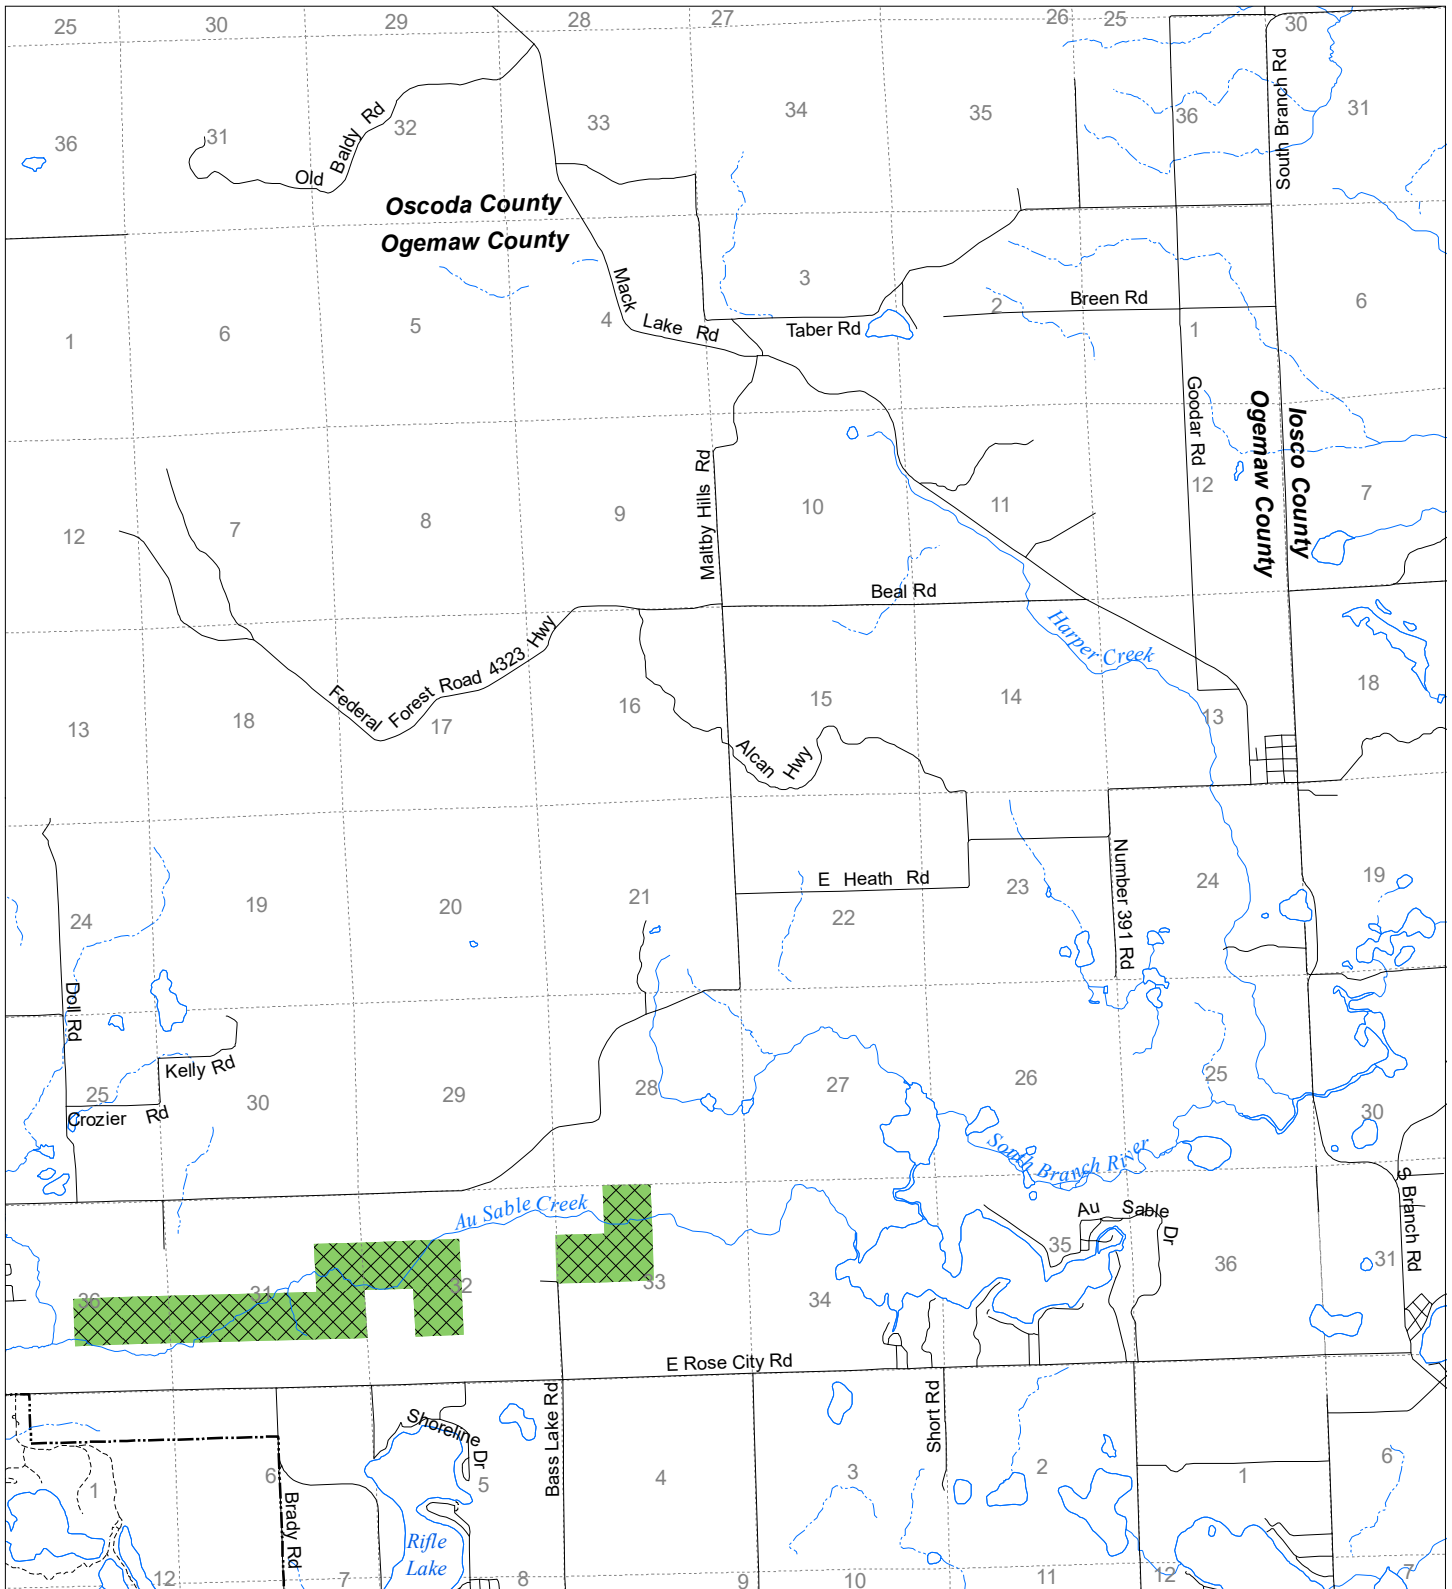 25
30
29
28
27
26
25
30
36
31
32
33
34
35
36
31
Old Baldy Rd
South Branch Rd
Oscoda County
Ogemaw County
1
6
5
4
3
2
1
6
Mack Lake Rd
Taber Rd
Breen Rd
Goodar Rd
Ogemaw County
Iosco County
12
7
8
9
10
11
12
7
Maltby Hills Rd
Beal Rd
Harper Creek
Federal Forest Road 4323 Hwy
13
18
17
16
15
14
13
18
Alcan Hwy
E Heath Rd
Number 391 Rd
24
19
20
21
22
23
24
19
Doll Rd
Kelly Rd
Crozier Rd
25
30
29
28
27
26
25
30
South Branch River
Au Sable Creek
Au Sable Dr
S Branch Rd
36
31
32
33
34
35
36
31
E Rose City Rd
Shoreline Dr
Bass Lake Rd
Short Rd
Brady Rd
1
6
5
4
3
2
1
6
Rifle
Lake
12
7
8
9
10
11
12
7